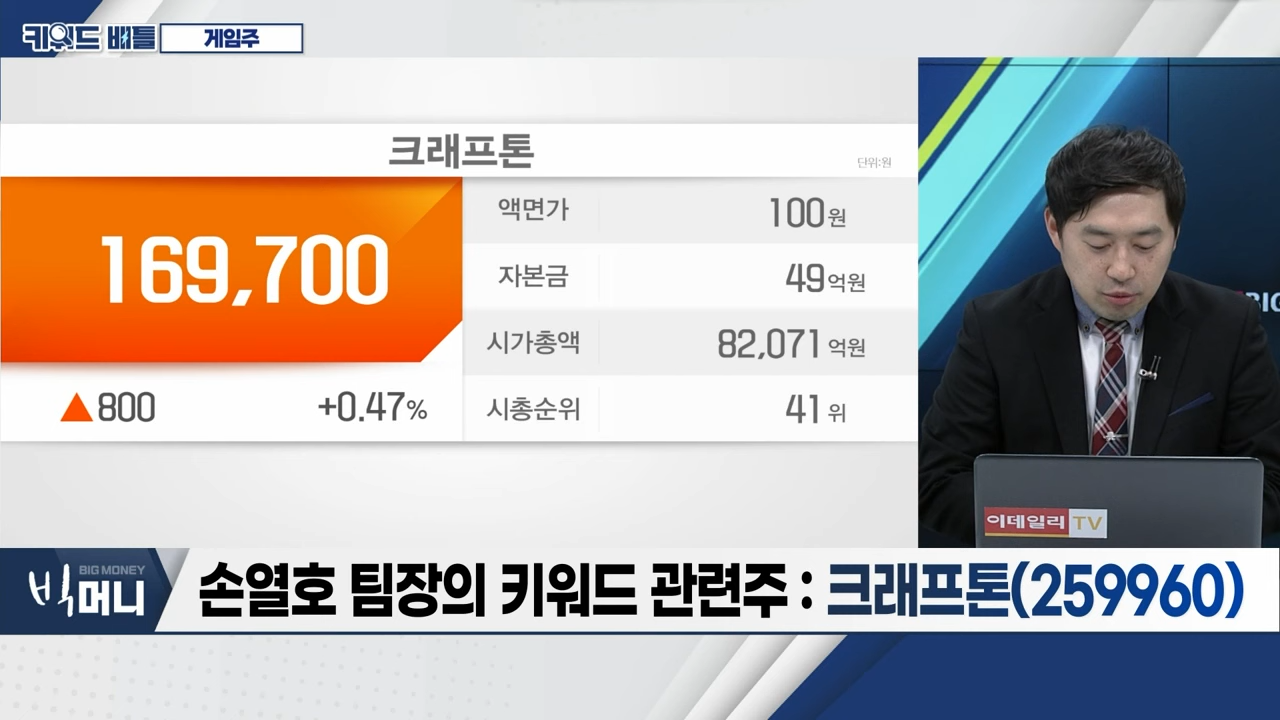 키워드 배틀 게임주
크래프톤
단위:원
169,700
▲800 +0.47%
액면가 100원
자본금 49억원
시가총액 82,071억원
시총순위 41위
BIG
이데일리TV
BIG MONEY
빅머니
손열호 팀장의 키워드 관련주 : 크래프톤(259960)